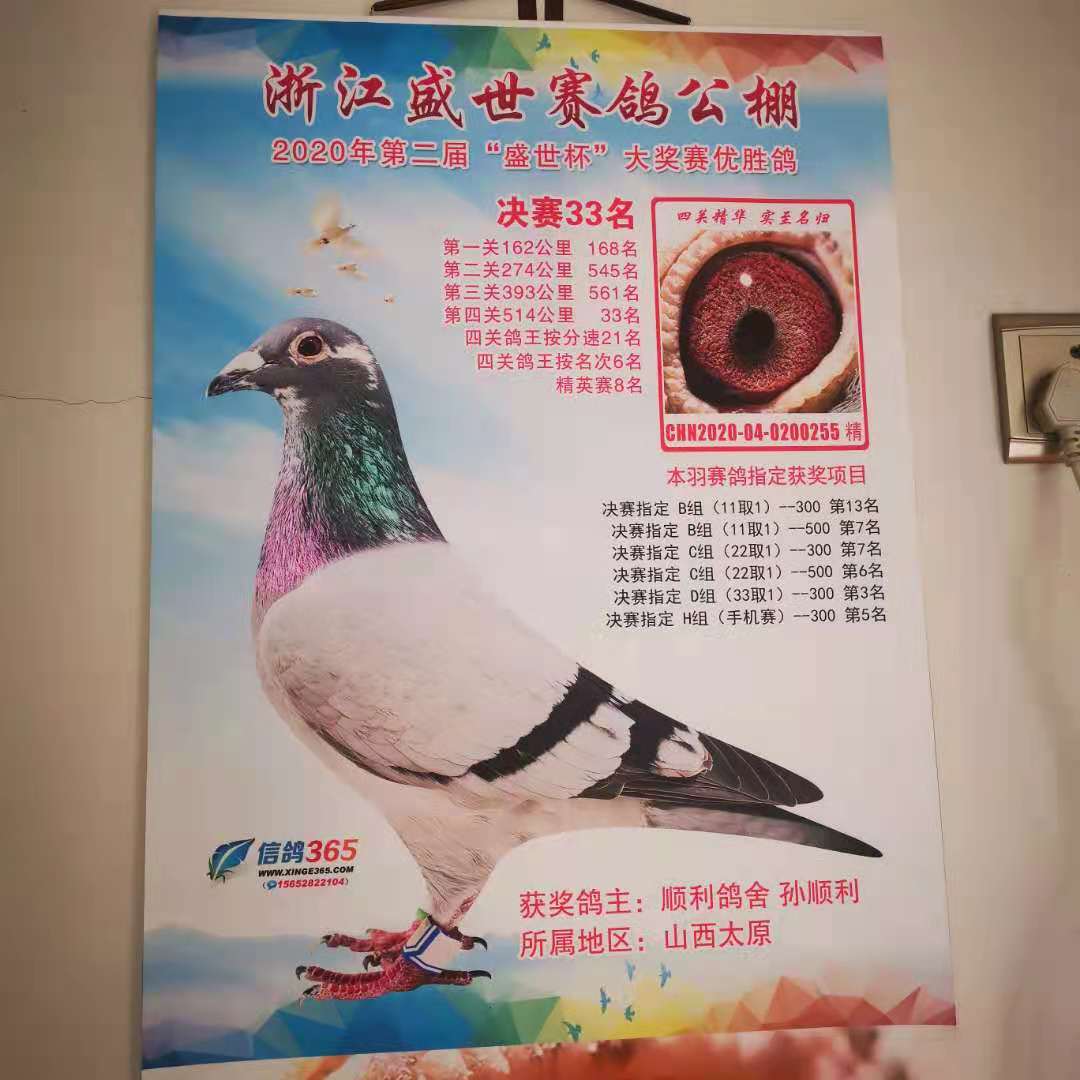 浙江盛世赛鸽公棚
2020年第二届“盛世杯”大奖赛优胜鸽
决赛33名
第一关162公里 168名
第二关274公里 545名
第三关393公里 561名
第四关514公里 33名
四关鸽王按分速21名
四关鸽王按名次6名
精英赛8名
四关精华 实至名归
CHN2020-04-0200255 精
本羽赛鸽指定获奖项目
决赛指定 B组（11取1）--300 第13名
决赛指定 B组（11取1）--500 第7名
决赛指定 C组（22取1）--300 第7名
决赛指定 C组（22取1）--500 第6名
决赛指定 D组（33取1）--300 第3名
决赛指定 H组（手机赛）--300 第5名
信鸽365
WWW.XINGE365.COM
（15652822104）
获奖鸽主：顺利鸽舍 孙顺利
所属地区：山西太原